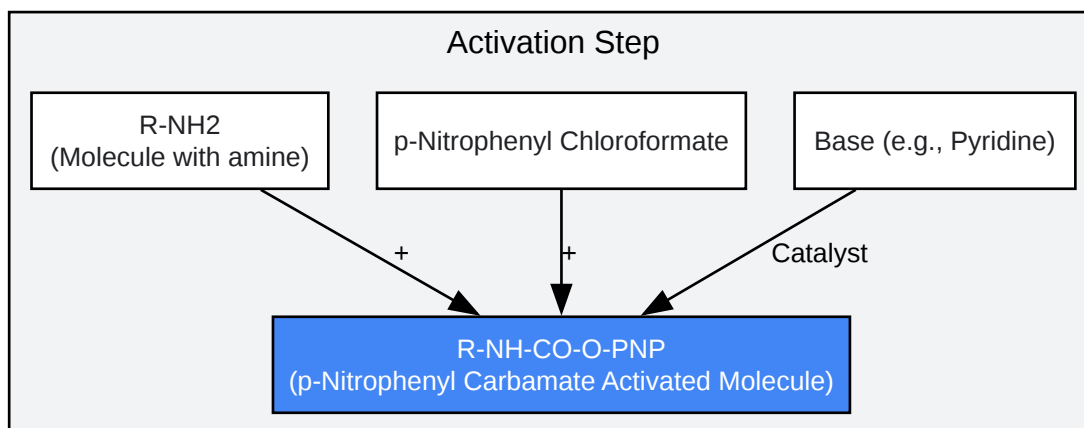 Activation Step
R-NH2
(Molecule with amine)
p-Nitrophenyl Chloroformate
Base (e.g., Pyridine)
+
+
Catalyst
R-NH-CO-O-PNP
(p-Nitrophenyl Carbamate Activated Molecule)